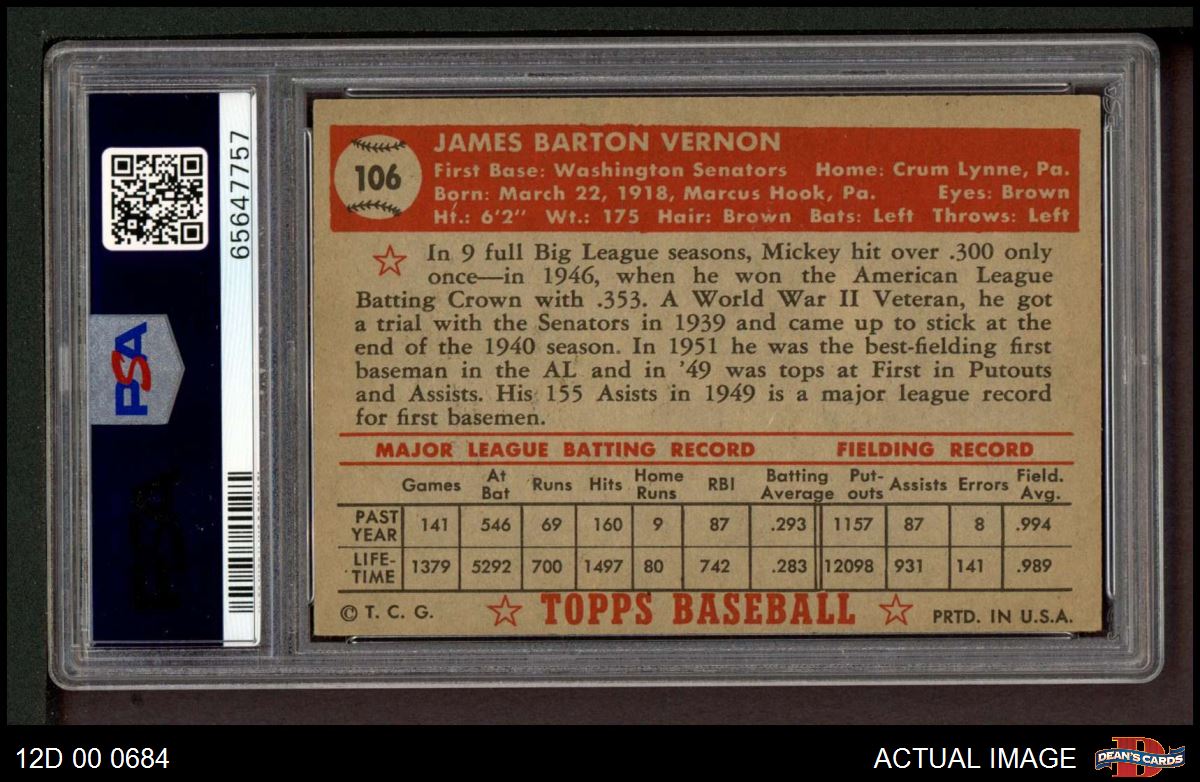 65647757
PSA
106
JAMES BARTON VERNON
First Base: Washington Senators Home: Crum Lynne, Pa.
Born: March 22, 1918, Marcus Hook, Pa. Eyes: Brown
Ht.: 6'2" Wt.: 175 Hair: Brown Bats: Left Throws: Left
In 9 full Big League seasons, Mickey hit over .300 only
once—in 1946, when he won the American League
Batting Crown with .353. A World War II Veteran, he got
a trial with the Senators in 1939 and came up to stick at the
end of the 1940 season. In 1951 he was the best-fielding first
baseman in the AL and in '49 was tops at First in Putouts
and Assists. His 155 Asists in 1949 is a major league record
for first basemen.
MAJOR LEAGUE BATTING RECORD FIELDING RECORD
Games At Bat Runs Hits Home Runs RBI Batting Average Put-outs Assists Errors Field. Avg.
PAST YEAR 141 546 69 160 9 87 .293 1157 87 8 .994
LIFE-TIME 1379 5292 700 1497 80 742 .283 12098 931 141 .989
© T. C. G. TOPPS BASEBALL PRTD. IN U.S.A.
12D 00 0684 ACTUAL IMAGE DEAN'S CARDS